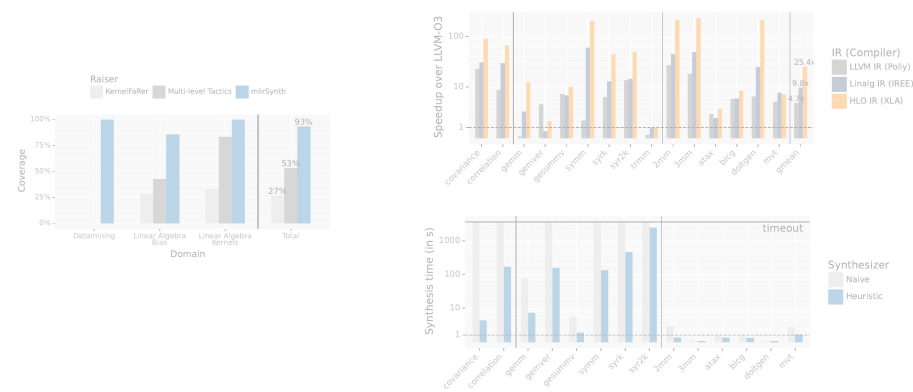 Raiser
KernelFaRer Multi-level Tactics mlirSynth
100%
75%
50%
25%
0%
Coverage
93%
53%
27%
Datamining
Linear Algebra
Blas
Linear Algebra
Kernels
Total
Domain
Speedup over LLVM-O3
100
10
1
25.4x
9.8x
4.7x
covariance
correlation
gemm
gemver
gesummv
symm
syrk
syr2k
trmm
2mm
3mm
atax
bicg
doitgen
mvt
gmean
IR (Compiler)
LLVM IR (Polly)
Linalg IR (IREE)
HLO IR (XLA)
Synthesis time (in s)
1000
100
10
1
timeout
covariance
correlation
gemm
gemver
gesummv
symm
syrk
syr2k
2mm
3mm
atax
bicg
doitgen
mvt
Synthesizer
Naive
Heuristic